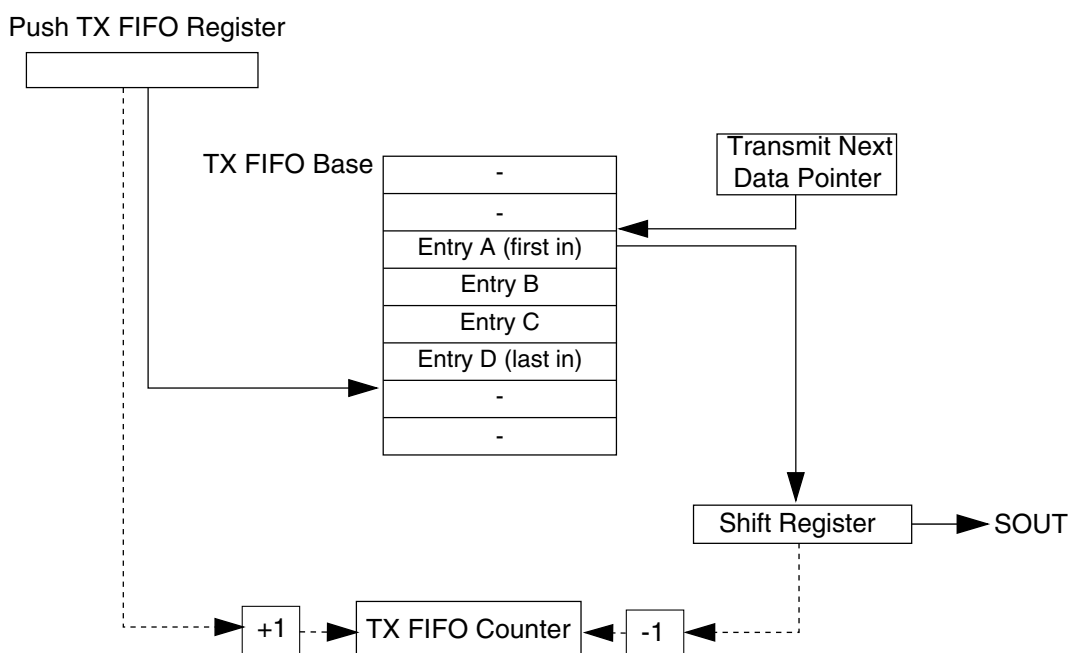 Push TX FIFO Register
TX FIFO Base
-
-
Entry A (first in)
Entry B
Entry C
Entry D (last in)
-
-
Transmit Next
Data Pointer
Shift Register
SOUT
+1
TX FIFO Counter
-1